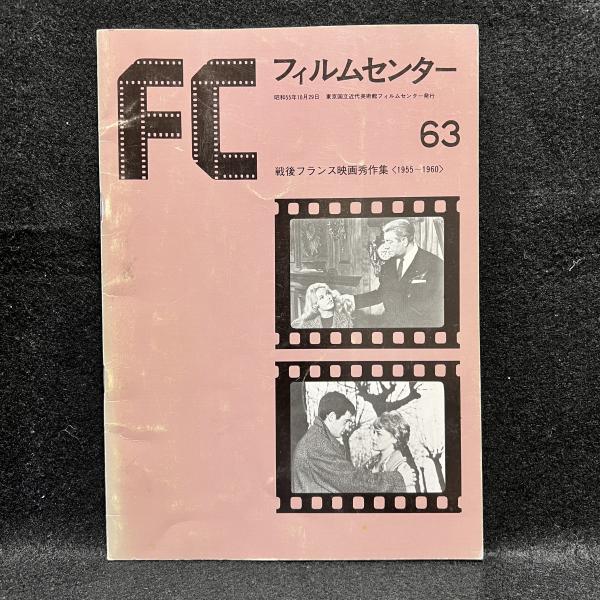 FC
フィルムセンター
昭和55年10月29日 東京国立近代美術館フィルムセンター発行
63
戦後フランス映画秀作集〈1955~1960〉